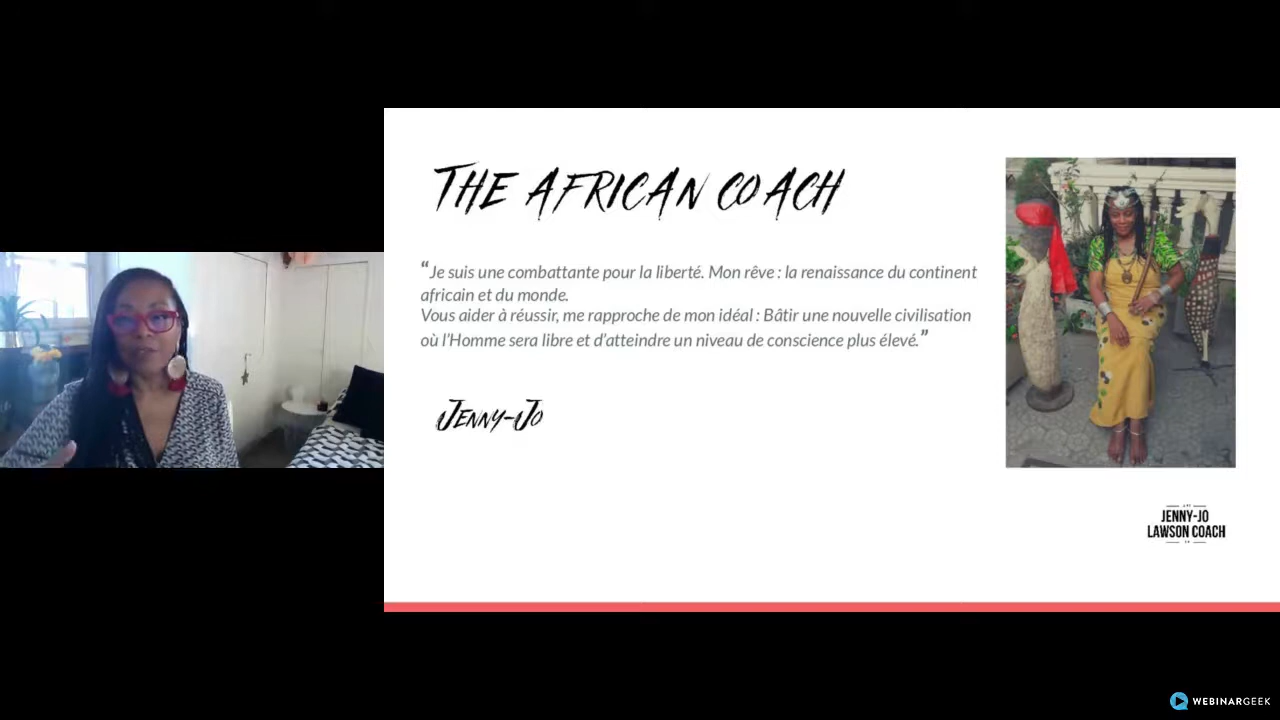 THE AFRICAN COACH
“Je suis une combattante pour la liberté. Mon rêve : la renaissance du continent
africain et du monde.
Vous aider à réussir, me rapproche de mon idéal : Bâtir une nouvelle civilisation
où l’Homme sera libre et d’atteindre un niveau de conscience plus élevé.”
JENNY-JO
JENNY-JO
LAWSON COACH
WEBINARGEEK